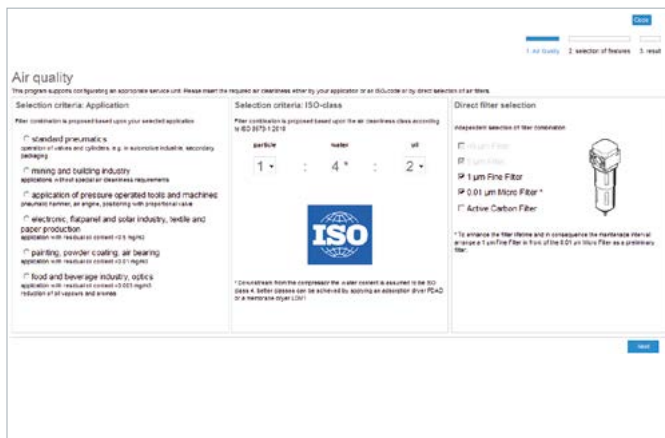 Close
1. Air Quality 2. selection of features 3. result
Air quality
This program supports configurating an appropriate service unit. Please insert the required air cleanliness either by your application or an ISO-code or by direct selection of air filters.
Selection criteria: Application
Filter combination is proposed based upon your selected application
standard pneumatics
operation of valves and cylinders, e.g. in automotive industrie, secondary
packaging
mining and building industry
applications, without special air cleanliness requirements
application of pressure operated tools and machines
pneumatic hammer, air engine, positioning with proportional valve
electronic, flatpanel and solar industry, textile and
paper production
application with residual oil content <0.5 mg/m3
painting, powder coating, air bearing
application with residual oil content <0.01 mg/m3
food and beverage industry, optics
application with residual oil content <0.003 mg/m3
reduction of oil vapours and aromas
Selection criteria: ISO-class
Filter combination is proposed based upon the air cleanliness class according
to ISO 8573-1:2010
particle water oil
1 : 4 * : 2
ISO
* Downstream from the compressor the water content is assumed to be ISO
class 4. Better classes can be achieved by applying an adsorption dryer PDAD
or a membrane dryer LDM1
Direct filter selection
Independent selection of filter combination
1 µm Fine Filter
0.01 µm Micro Filter *
Active Carbon Filter
* To enhance the filter lifetime and in consequence the maintenance interval
arrange a 1 µm Fine Filter in front of the 0.01 µm Micro Filter as a preliminary
filter.
Next